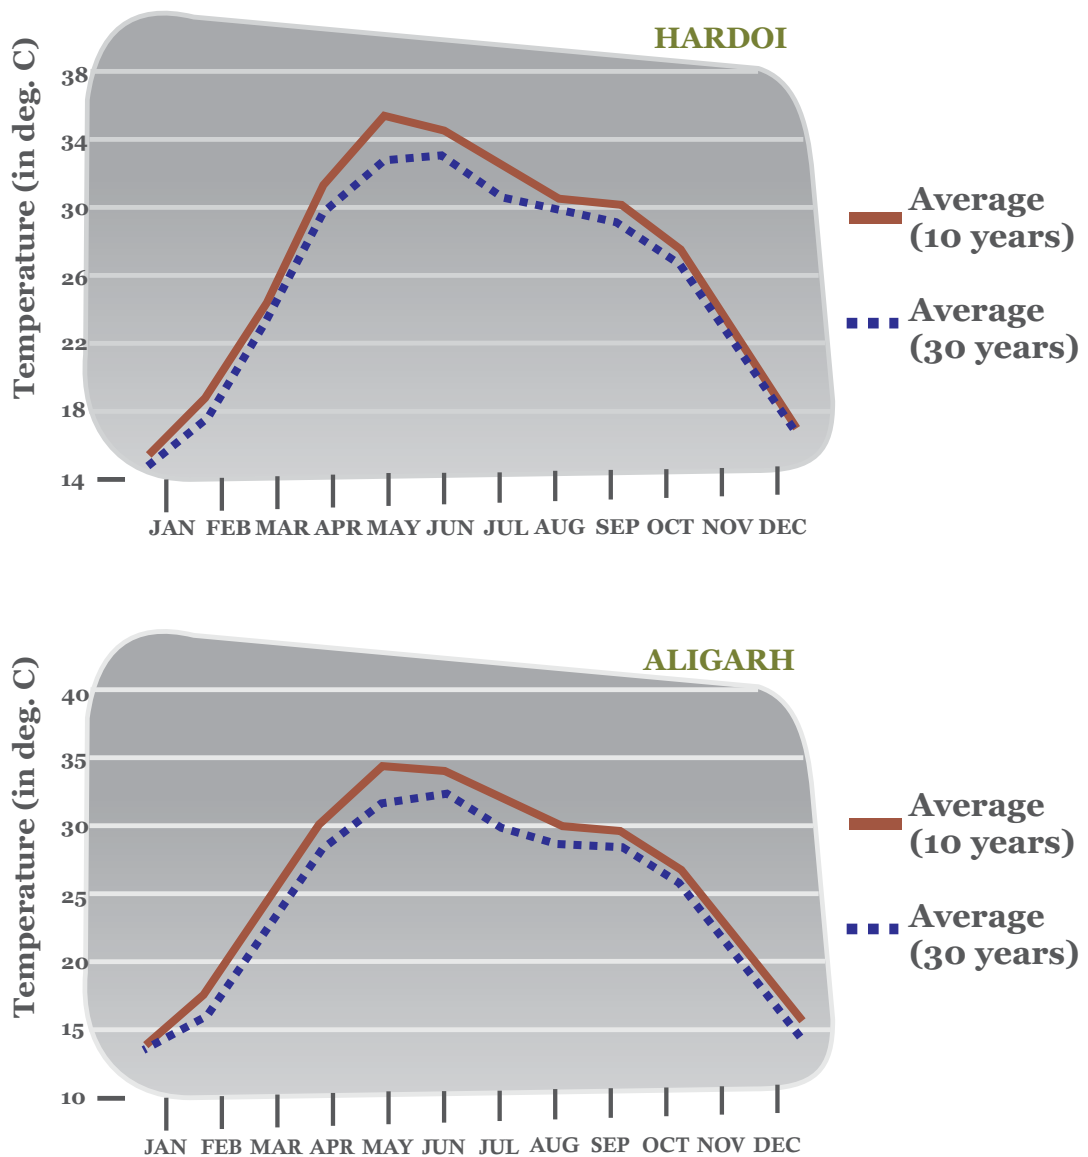 HARDOI
Temperature (in deg. C)
38
34
30
26
22
18
14
JAN FEB MAR APR MAY JUN JUL AUG SEP OCT NOV DEC
Average
(10 years)
Average
(30 years)
ALIGARH
Temperature (in deg. C)
40
35
30
25
20
15
10
JAN FEB MAR APR MAY JUN JUL AUG SEP OCT NOV DEC
Average
(10 years)
Average
(30 years)